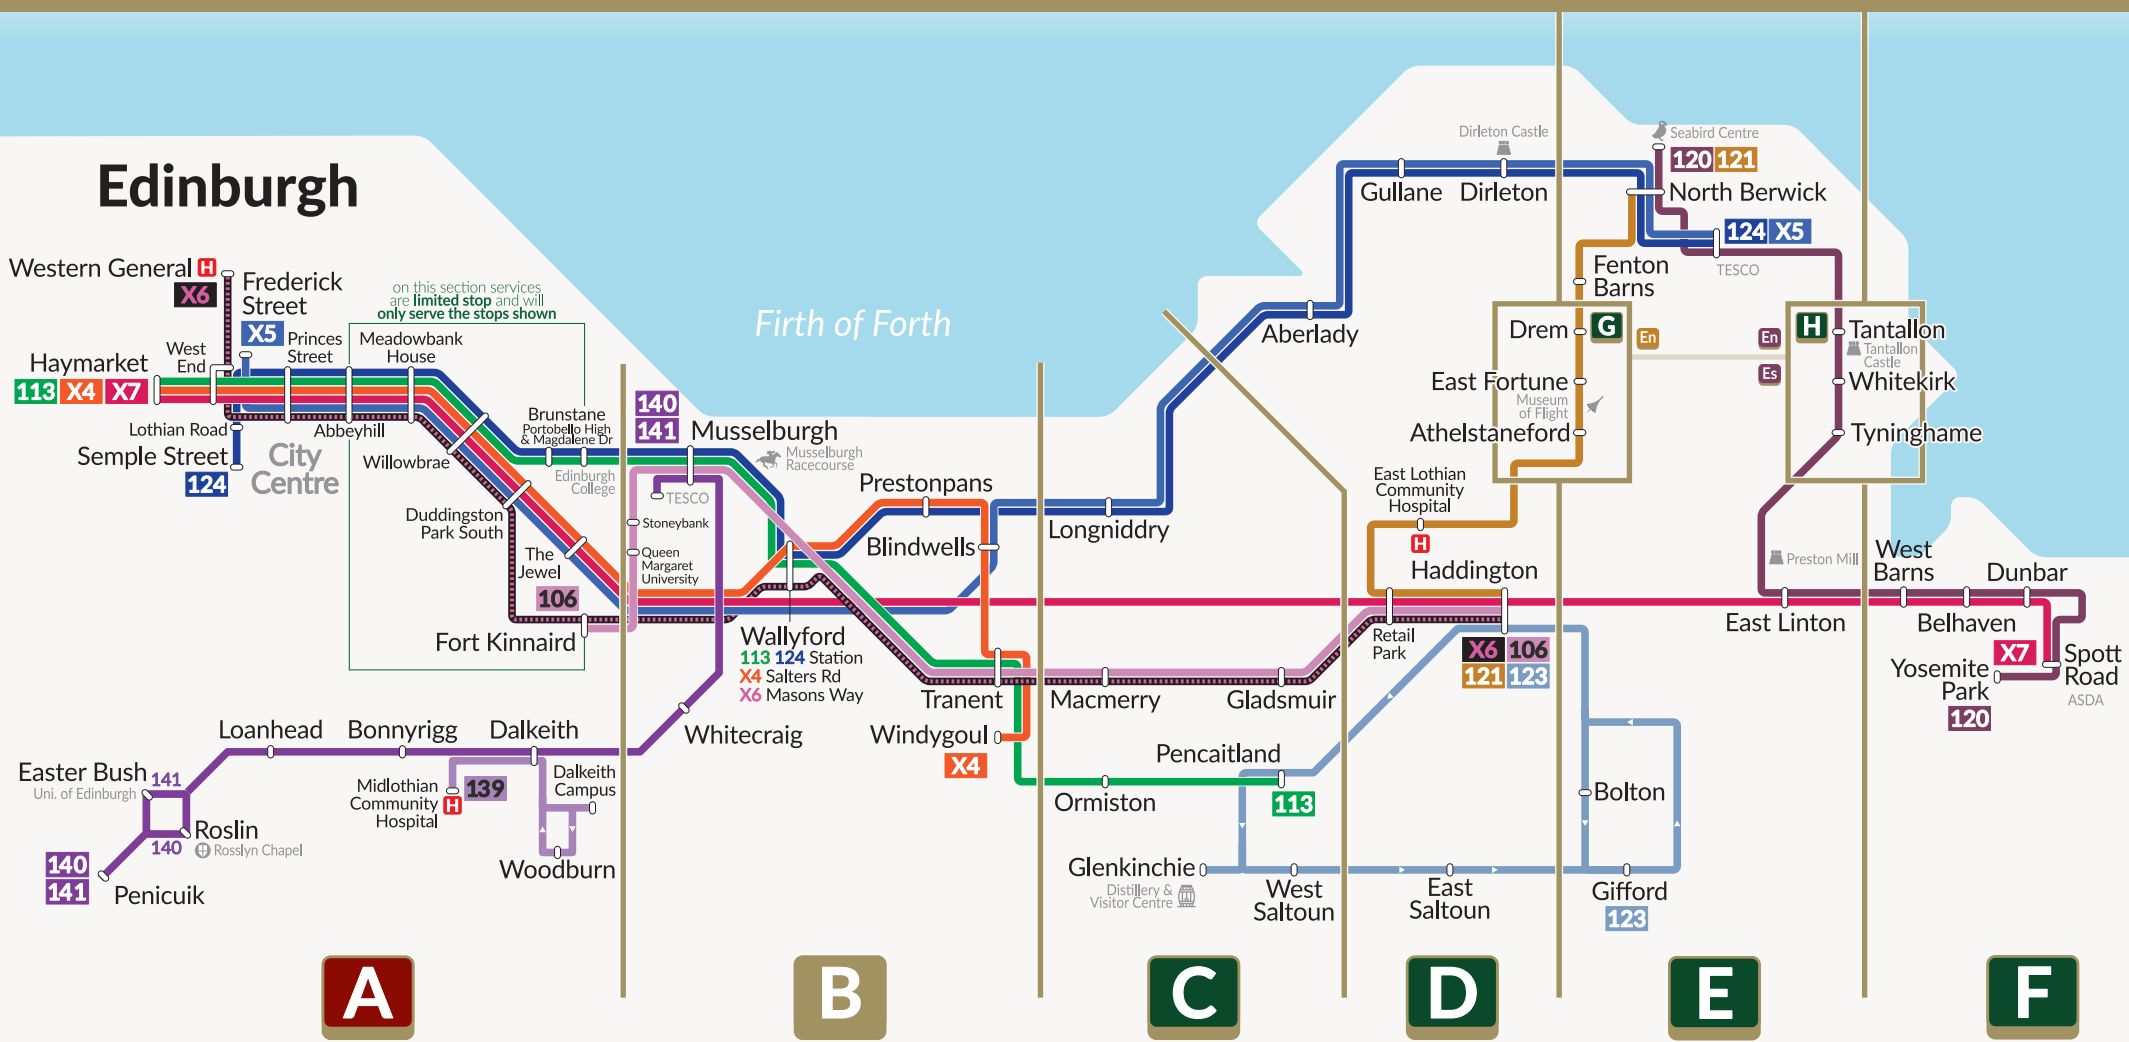 Edinburgh
Western General H
X6
Frederick
Street
X5
on this section services
are limited stop and will
only serve the stops shown
Haymarket
113 X4 X7
West
End
Princes
Street
Meadowbank
House
Lothian Road
Semple Street
124
City
Centre
Abbeyhill
Willowbrae
Duddingston
Park South
The
Jewel
106
Fort Kinnaird
Brunstane
Portobello High
& Magdalene Dr
Edinburgh
College
140
141
Musselburgh
Musselburgh
Racecourse
TESCO
Stoneybank
Queen
Margaret
University
Firth of Forth
Prestonpans
Blindwells
Wallyford
113 124 Station
X4 Salters Rd
X6 Masons Way
Tranent
Windygoul
X4
Whitecraig
Loanhead
Bonnyrigg
Dalkeith
Easter Bush
Uni. of Edinburgh
141
140
Roslin
Rosslyn Chapel
140
141
Penicuik
Midlothian
Community
Hospital
H
139
Dalkeith
Campus
Woodburn
Longniddry
Aberlady
Gullane
Dirleton
Dirleton Castle
Seabird Centre
120 121
North Berwick
124 X5
TESCO
Fenton
Barns
Drem
G
En
East Fortune
Museum
of Flight
Athelstaneford
En
Es
H
Tantallon
Tantallon
Castle
Whitekirk
Tyninghame
East Lothian
Community
Hospital
H
Haddington
Retail
Park
X6 106
121 123
Macmerry
Gladsmuir
Pencaitland
113
Ormiston
Glenkinchie
Distillery &
Visitor Centre
West
Saltoun
East
Saltoun
Bolton
Gifford
123
Preston Mill
East Linton
West
Barns
Belhaven
Dunbar
X7
Spott
Road
ASDA
Yosemite
Park
120
A
B
C
D
E
F